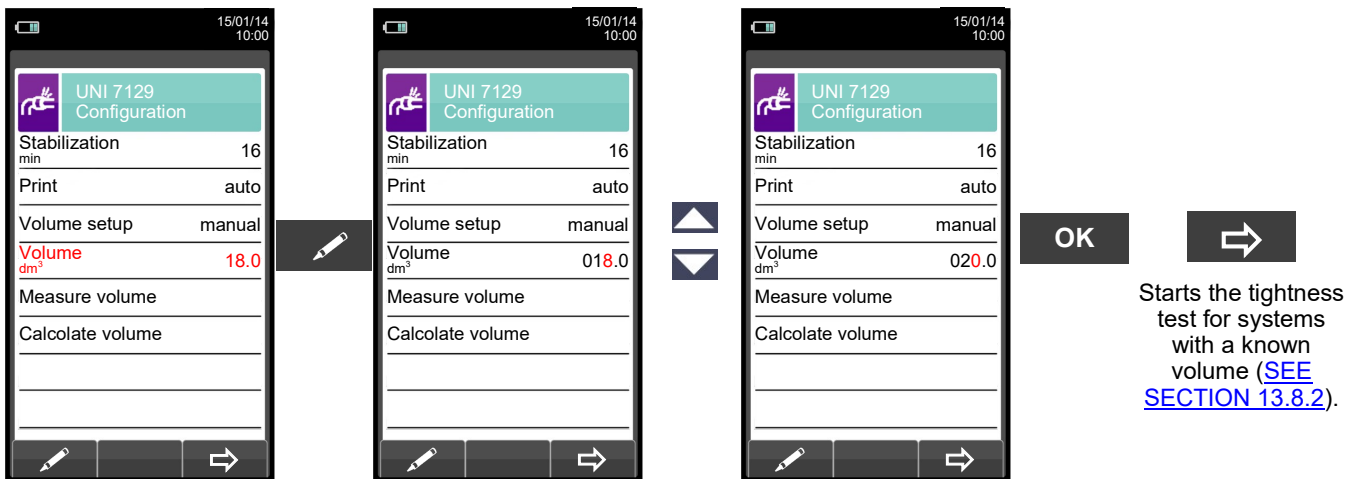 15/01/14
10:00
UNI 7129
Configuration
Stabilization
min
16
Print auto
Volume setup manual
Volume
dm³
18.0
Measure volume
Calcolate volume
15/01/14
10:00
UNI 7129
Configuration
Stabilization
min
16
Print auto
Volume setup manual
Volume
dm³
018.0
Measure volume
Calcolate volume
15/01/14
10:00
UNI 7129
Configuration
Stabilization
min
16
Print auto
Volume setup manual
Volume
dm³
020.0
Measure volume
Calcolate volume
OK
Starts the tightness
test for systems
with a known
volume (SEE
SECTION 13.8.2).